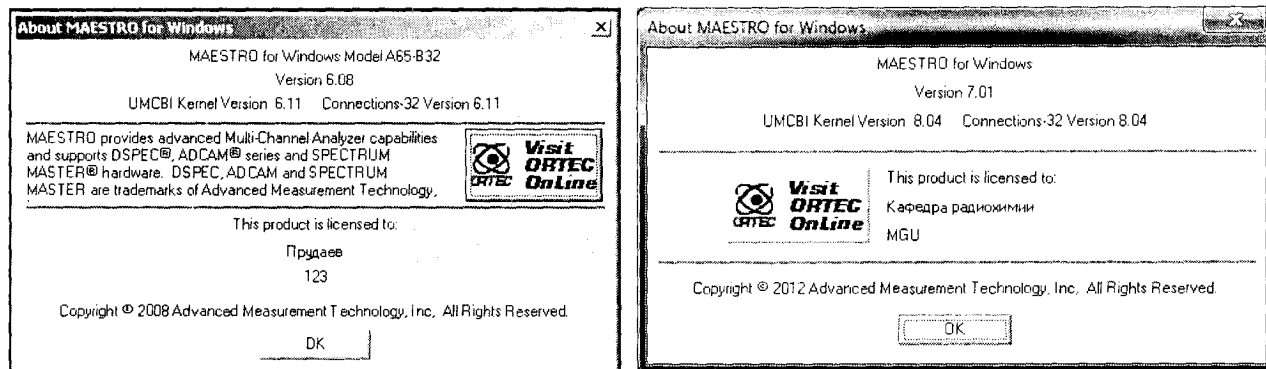 About MAESTRO for Windows
MAESTRO for Windows Model A65-B32
Version 6.08
UMCBI Kernel Version 6.11 Connections-32 Version 6.11
MAESTRO provides advanced Multi-Channel Analyzer capabilities
and supports DSPEC®, ADCAM® series and SPECTRUM
MASTER® hardware. DSPEC, ADCAM and SPECTRUM
MASTER are trademarks of Advanced Measurement Technology,
ORTEC
Visit
ORTEC
OnLine
This product is licensed to:
Прудаев
123
Copyright © 2008 Advanced Measurement Technology, Inc, All Rights Reserved.
OK
About MAESTRO for Windows
MAESTRO for Windows
Version 7.01
UMCBI Kernel Version 8.04 Connections-32 Version 8.04
ORTEC
Visit
ORTEC
OnLine
This product is licensed to:
Кафедра радиохимии
MGU
Copyright © 2012 Advanced Measurement Technology, Inc, All Rights Reserved.
OK